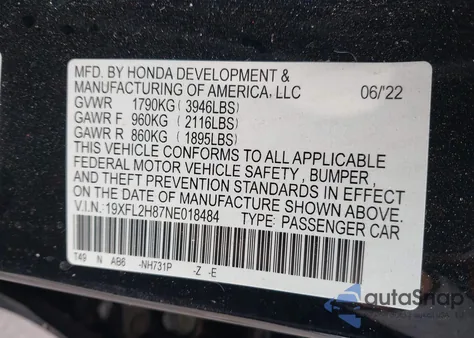 MFD. BY HONDA DEVELOPMENT &
MANUFACTURING OF AMERICA, LLC 06/'22
GVWR 1790KG (3946LBS)
GAWR F 960KG (2116LBS)
GAWR R 860KG (1895LBS)
THIS VEHICLE CONFORMS TO ALL APPLICABLE
FEDERAL MOTOR VEHICLE SAFETY, BUMPER,
AND THEFT PREVENTION STANDARDS IN EFFECT
ON THE DATE OF MANUFACTURE SHOWN ABOVE.
V.I.N.: 19XFL2H87NE018484 TYPE: PASSENGER CAR
T49 N AB6 -NH731P -Z -E
autoSnap